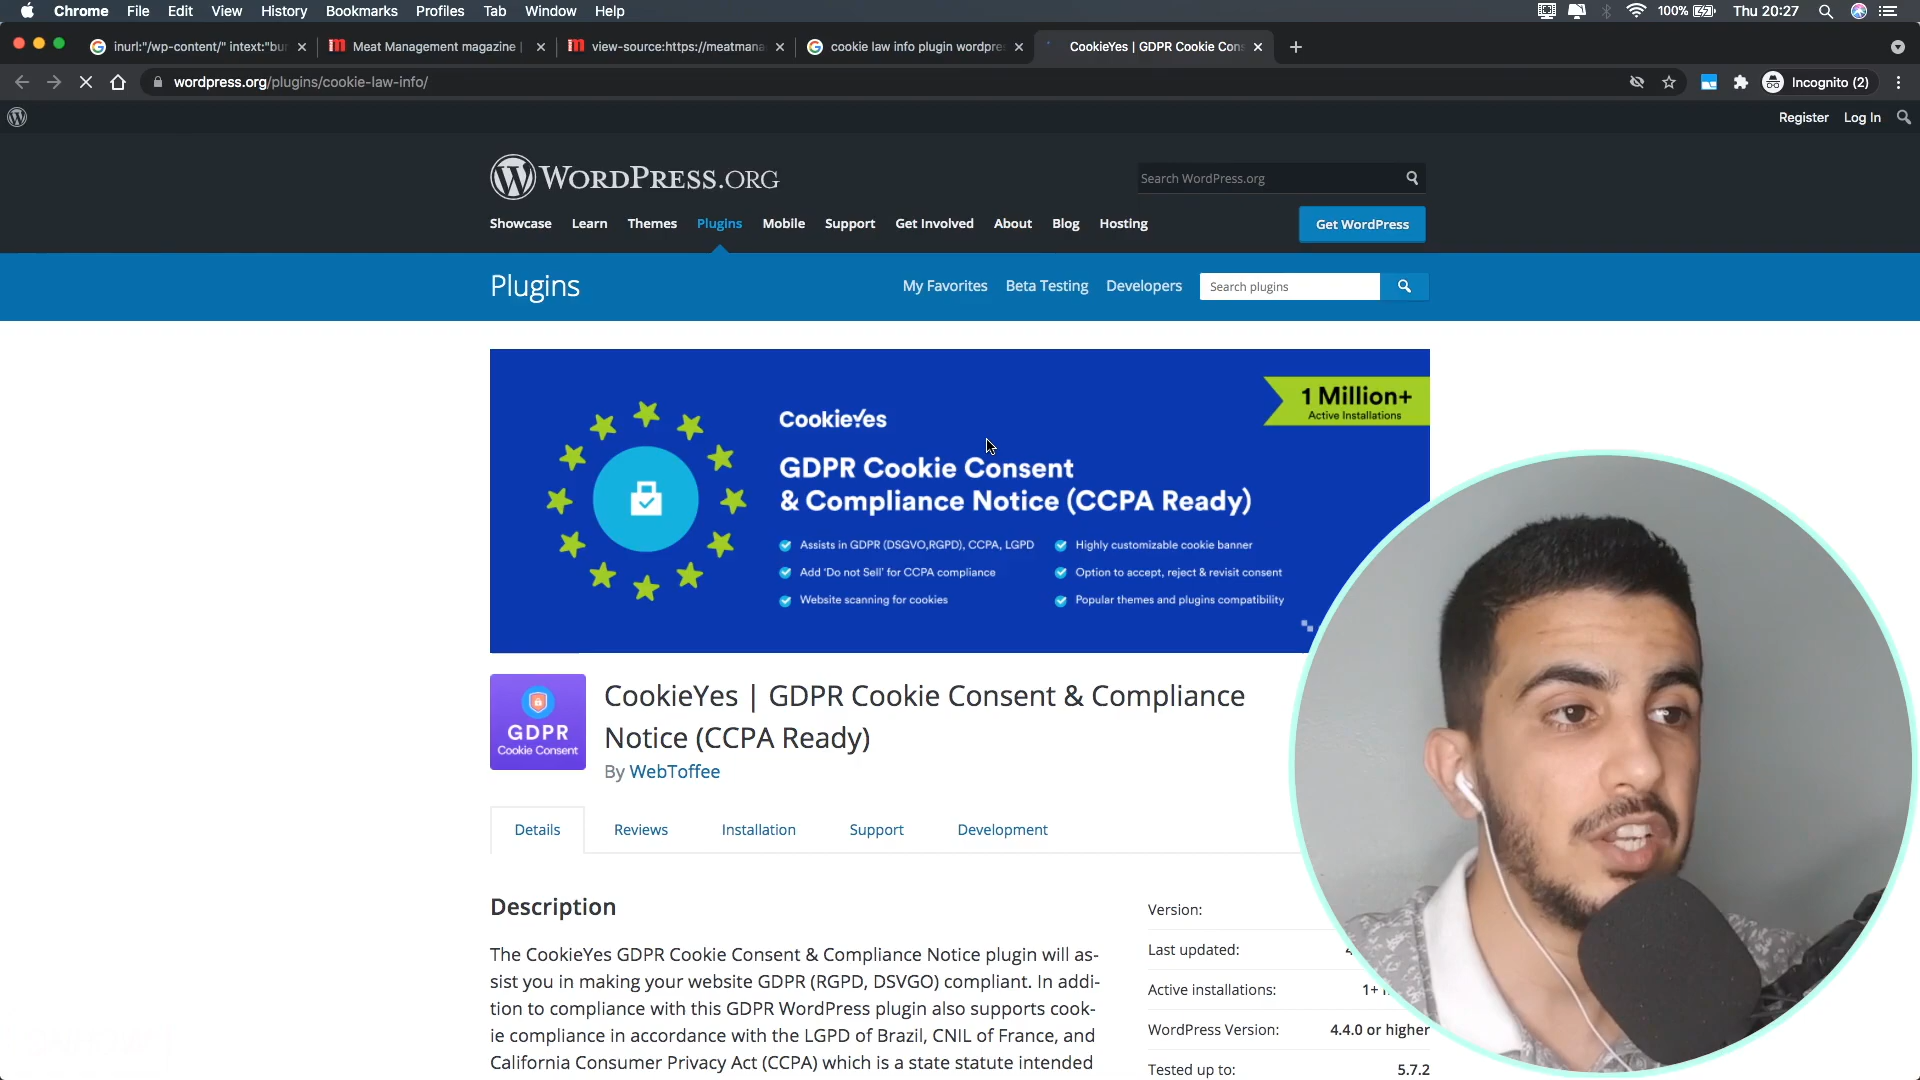 Chrome File Edit View History Bookmarks Profiles Tab Window Help 100% Thu 20:27
inurl:"/wp-content/" intext:"bu
Meat Management magazine |
view-source:https://meatmana
cookie law info plugin wordpre
CookieYes | GDPR Cookie Con
wordpress.org/plugins/cookie-law-info/
Incognito (2)
Register Log In
WORDPRESS.ORG
Search WordPress.org
Showcase Learn Themes Plugins Mobile Support Get Involved About Blog Hosting Get WordPress
Plugins My Favorites Beta Testing Developers Search plugins
1 Million+
Active Installations
CookieYes
GDPR Cookie Consent
& Compliance Notice (CCPA Ready)
Assists in GDPR (DSGVO,RGPD), CCPA, LGPD
Highly customizable cookie banner
Add 'Do not Sell' for CCPA compliance
Option to accept, reject & revisit consent
Website scanning for cookies
Popular themes and plugins compatibility
GDPR
Cookie Consent
CookieYes | GDPR Cookie Consent & Compliance
Notice (CCPA Ready)
By WebToffee
Details Reviews Installation Support Development
Description
The CookieYes GDPR Cookie Consent & Compliance Notice plugin will as-
sist you in making your website GDPR (RGPD, DSVGO) compliant. In addi-
tion to compliance with this GDPR WordPress plugin also supports cook-
ie compliance in accordance with the LGPD of Brazil, CNIL of France, and
California Consumer Privacy Act (CCPA) which is a state statute intended
Version:
Last updated:
Active installations: 1+
WordPress Version: 4.4.0 or higher
Tested up to: 5.7.2